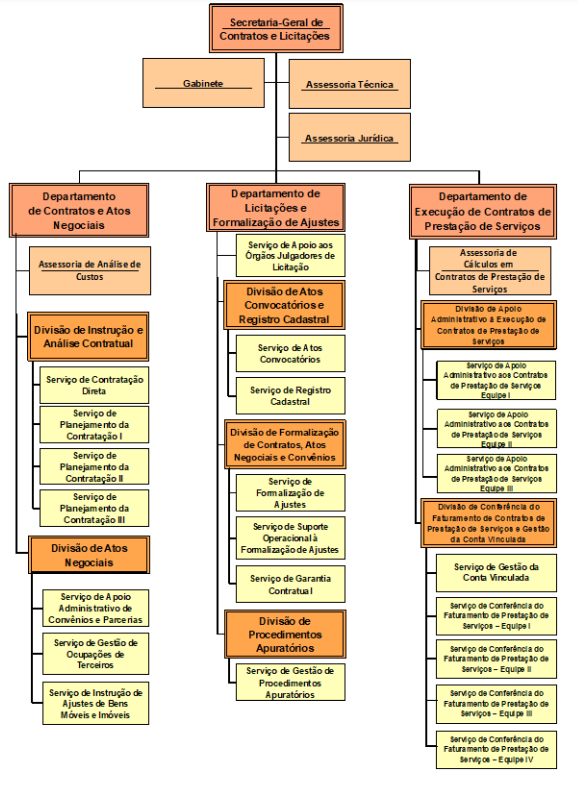 Secretaria-Geral de
Contratos e Licitações
Gabinete
Assessoria Técnica
Assessoria Jurídica
Departamento
de Contratos e Atos
Negociais
Assessoria de Análise de
Custos
Divisão de Instrução e
Análise Contratual
Serviço de Contratação
Direta
Serviço de
Planejamento da
Contratação I
Serviço de
Planejamento da
Contratação II
Serviço de
Planejamento da
Contratação III
Divisão de Atos
Negociais
Serviço de Apoio
Administrativo de
Convênios e Parcerias
Serviço de Gestão de
Ocupações de
Terceiros
Serviço de Instrução de
Ajustes de Bens
Móveis e Imóveis
Departamento de
Licitações e
Formalização de Ajustes
Serviço de Apoio aos
Órgãos Julgadores de
Licitação
Divisão de Atos
Convocatórios e
Registro Cadastral
Serviço de Atos
Convocatórios
Serviço de Registro
Cadastral
Divisão de Formalização
de Contratos, Atos
Negociais e Convênios
Serviço de
Formalização de
Ajustes
Serviço de Suporte
Operacional à
Formalização de Ajustes
Serviço de Garantia
Contratual
Divisão de
Procedimentos
Apuratórios
Serviço de Gestão de
Procedimentos
Apuratórios
Departamento de
Execução de Contratos de
Prestação de Serviços
Assessoria de
Cálculos em
Contratos de Prestação de
Serviços
Divisão de Apoio
Administrativo à Execução de
Contratos de Prestação de
Serviços
Serviço de Apoio
Administrativo aos Contratos
de Prestação de Serviços
Equipe I
Serviço de Apoio
Administrativo aos Contratos
de Prestação de Serviços
Equipe II
Serviço de Apoio
Administrativo aos Contratos
de Prestação de Serviços
Equipe III
Divisão de Conferência do
Faturamento de Contratos de
Prestação de Serviços e Gestão
da Conta Vinculada
Serviço de Gestão da
Conta Vinculada
Serviço de Conferência do
Faturamento de Prestação de
Serviços – Equipe I
Serviço de Conferência do
Faturamento de Prestação de
Serviços – Equipe II
Serviço de Conferência do
Faturamento de Prestação de
Serviços – Equipe III
Serviço de Conferência do
Faturamento de Prestação de
Serviços – Equipe IV